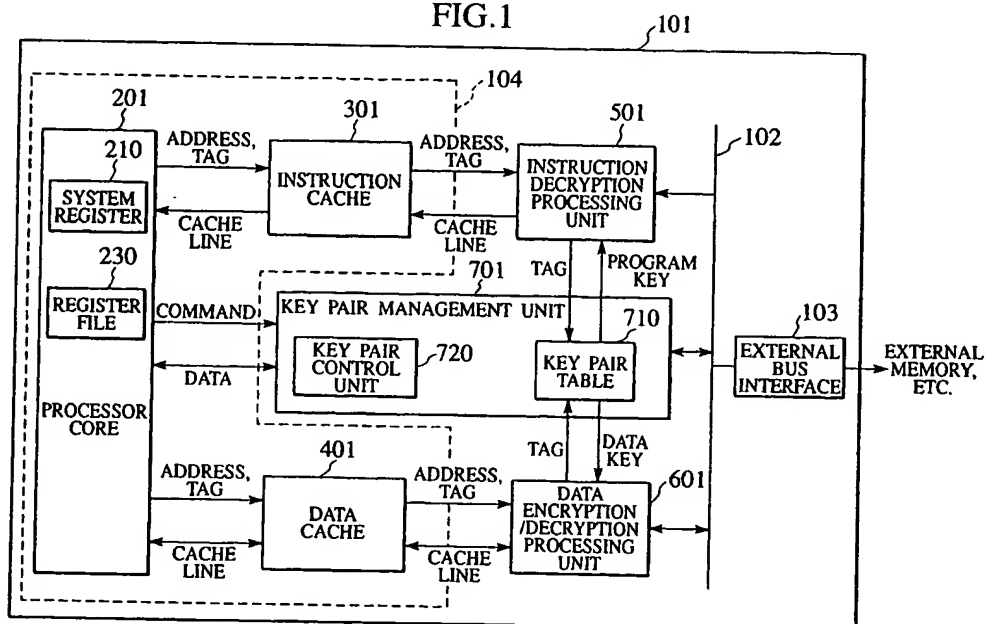 FIG.1
101
104
201
301
501
102
210
ADDRESS,
TAG
ADDRESS,
TAG
SYSTEM
REGISTER
INSTRUCTION
CACHE
INSTRUCTION
DECRYPTION
PROCESSING
UNIT
CACHE
LINE
CACHE
LINE
230
701
TAG
PROGRAM
KEY
REGISTER
FILE
COMMAND
KEY PAIR MANAGEMENT UNIT
710
103
KEY PAIR
CONTROL
UNIT
720
KEY PAIR
TABLE
EXTERNAL
BUS
INTERFACE
EXTERNAL
MEMORY,
ETC.
DATA
PROCESSOR
CORE
TAG
DATA
KEY
401
601
ADDRESS,
TAG
ADDRESS,
TAG
DATA
CACHE
DATA
ENCRYPTION
/DECRYPTION
PROCESSING
UNIT
CACHE
LINE
CACHE
LINE